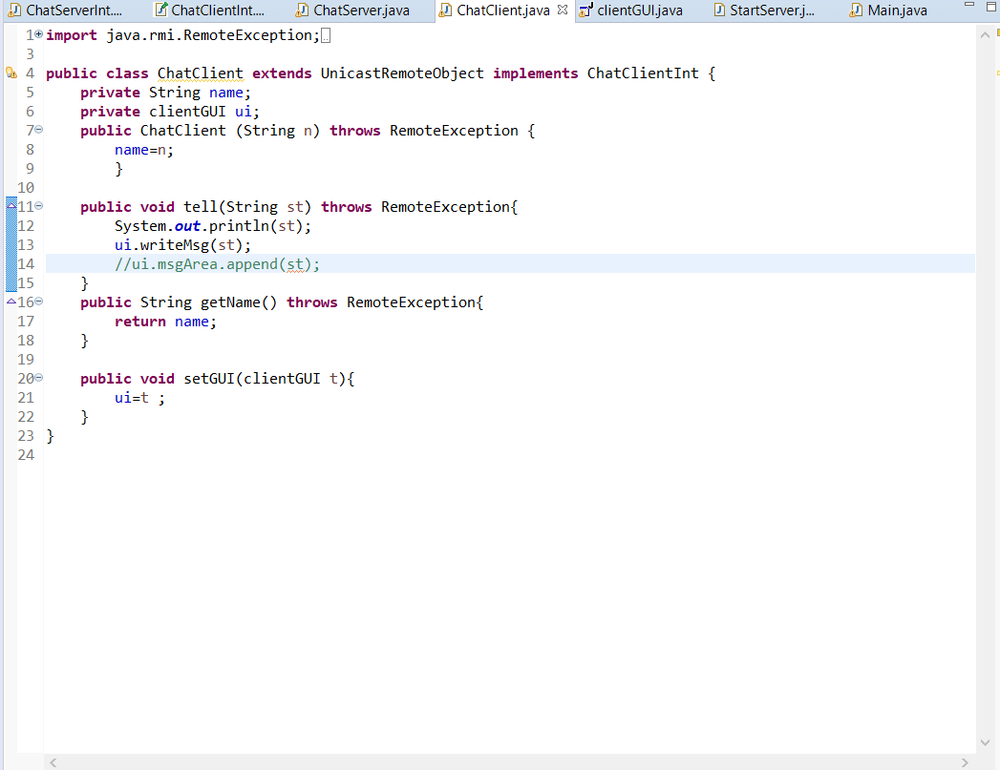 ChatServerInt.... ChatClientInt.... ChatServer.java ChatClient.java clientGUI.java StartServer.j... Main.java
1 import java.rmi.RemoteException;
3
4 public class ChatClient extends UnicastRemoteObject implements ChatClientInt {
5     private String name;
6     private clientGUI ui;
7     public ChatClient (String n) throws RemoteException {
8         name=n;
9         }
10
11     public void tell(String st) throws RemoteException{
12         System.out.println(st);
13         ui.writeMsg(st);
14         //ui.msgArea.append(st);
15     }
16     public String getName() throws RemoteException{
17         return name;
18     }
19
20     public void setGUI(clientGUI t){
21         ui=t ;
22     }
23 }
24